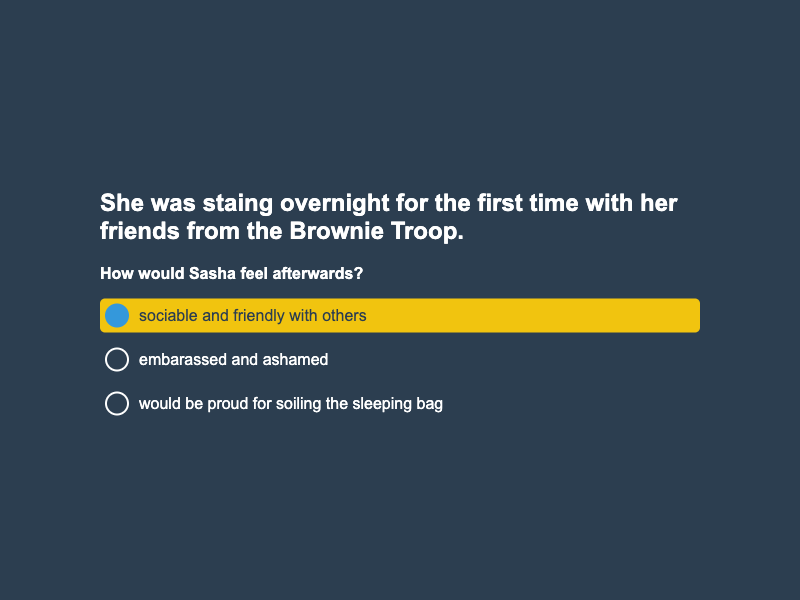 She was staing overnight for the first time with her
friends from the Brownie Troop.
How would Sasha feel afterwards?
sociable and friendly with others
embarassed and ashamed
would be proud for soiling the sleeping bag